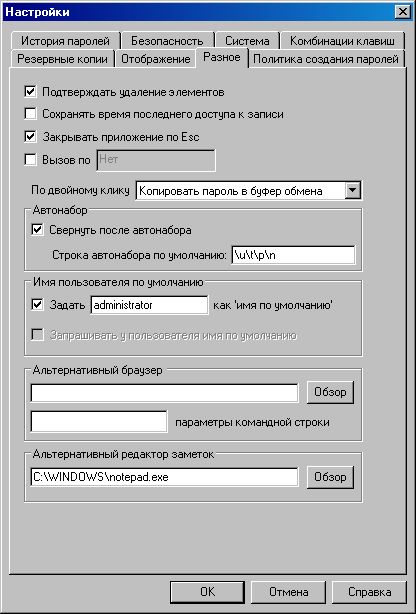 Настройки
История паролей Безопасность Система Комбинации клавиш
Резервные копии Отображение Разное Политика создания паролей
Подтверждать удаление элементов
Сохранять время последнего доступа к записи
Закрывать приложение по Esc
Вызов по Нет
По двойному клику Копировать пароль в буфер обмена
Автонабор
Свернуть после автонабора
Строка автонабора по умолчанию: \u\t\p\n
Имя пользователя по умолчанию
Задать administrator как 'имя по умолчанию'
Запрашивать у пользователя имя по умолчанию
Альтернативный браузер
Обзор
параметры командной строки
Альтернативный редактор заметок
C:\WINDOWS\notepad.exe Обзор
OK Отмена Справка